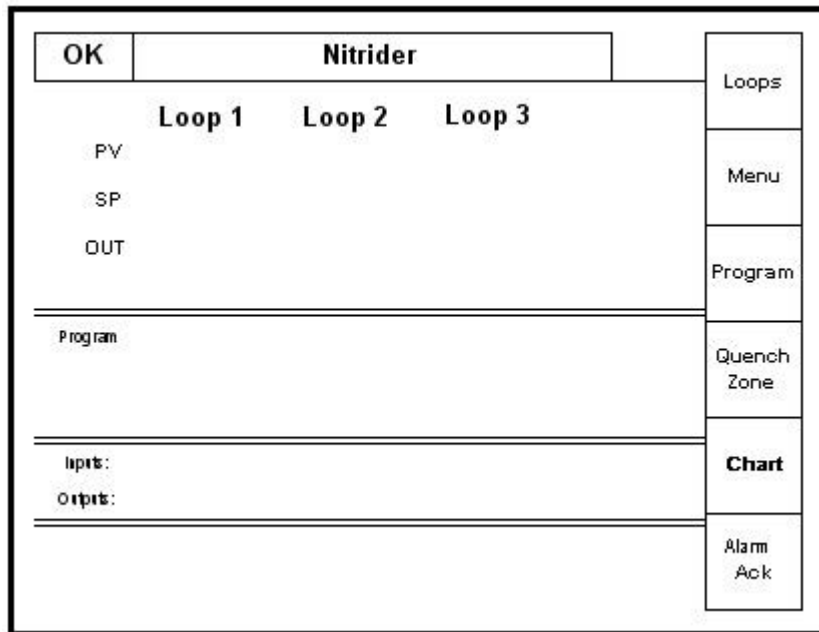 OK
Nitrider
Loop 1 Loop 2 Loop 3
PV
SP
OUT
Program
Inputs:
Outputs:
Loops
Menu
Program
Quench
Zone
Chart
Alarm
Ack